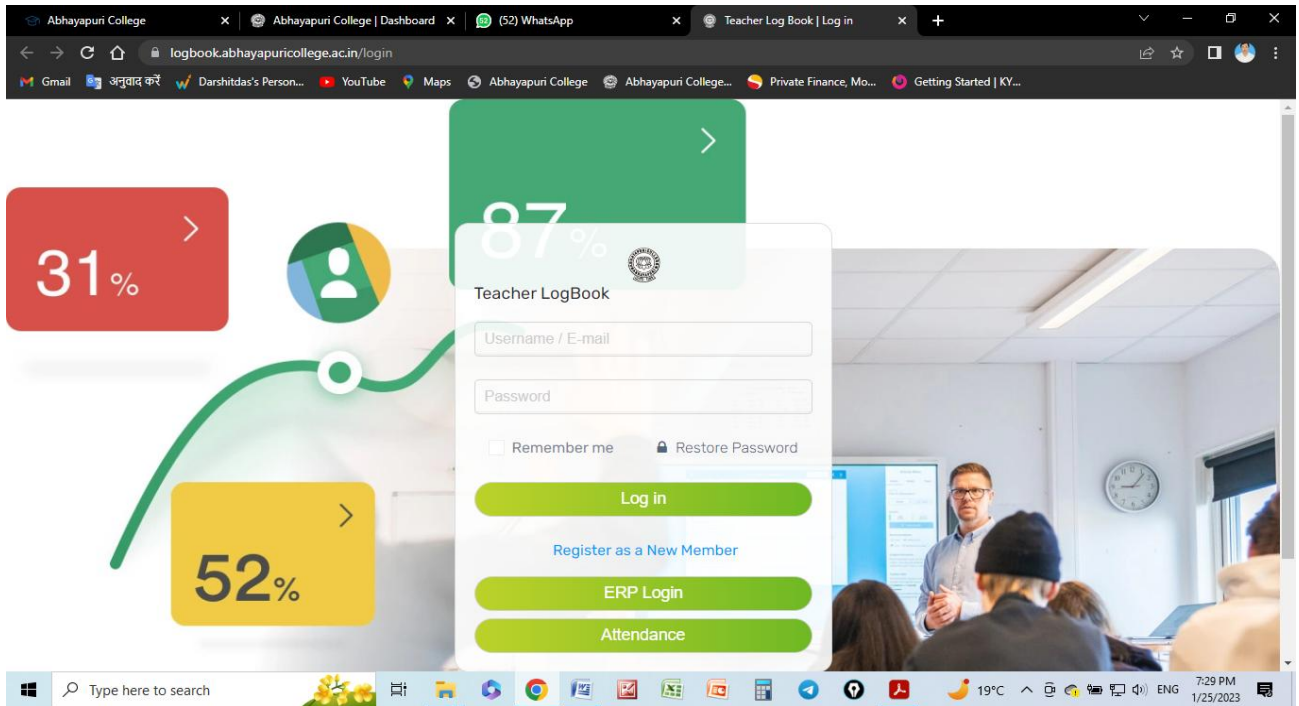 Abhayapuri College
Abhayapuri College | Dashboard
(52) WhatsApp
Teacher Log Book | Log in
logbook.abhayapuricollege.ac.in/login
Gmail
अनुवाद करें
Darshitdas's Person...
YouTube
Maps
Abhayapuri College
Abhayapuri College...
Private Finance, Mo...
Getting Started | KY...
87%
31%
Teacher LogBook
Username / E-mail
Password
Remember me
Restore Password
Log in
52%
Register as a New Member
ERP Login
Attendance
Type here to search
19°C
ENG
7:29 PM
1/25/2023